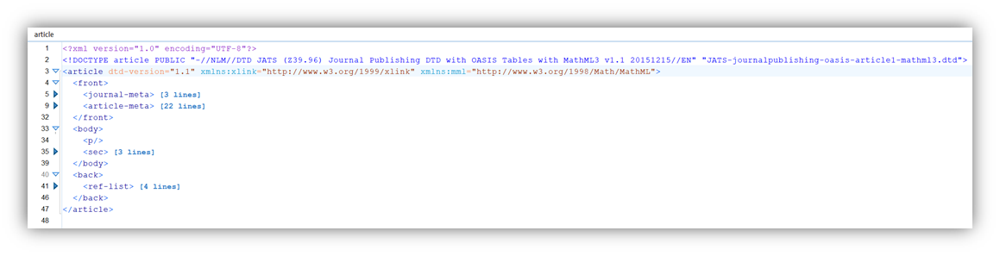 article
1 <?xml version="1.0" encoding="UTF-8"?>
2 <!DOCTYPE article PUBLIC "-//NLM//DTD JATS (Z39.96) Journal Publishing DTD with OASIS Tables with MathML3 v1.1 20151215//EN" "JATS-journalpublishing-oasis-article1-mathml3.dtd">
3 <article dtd-version="1.1" xmlns:xlink="http://www.w3.org/1999/xlink" xmlns:mml="http://www.w3.org/1998/Math/MathML">
4 <front>
5 <journal-meta> [3 lines]
9 <article-meta> [22 lines]
32 </front>
33 <body>
34 <p/>
35 <sec> [3 lines]
39 </body>
40 <back>
41 <ref-list> [4 lines]
46 </back>
47 </article>
48